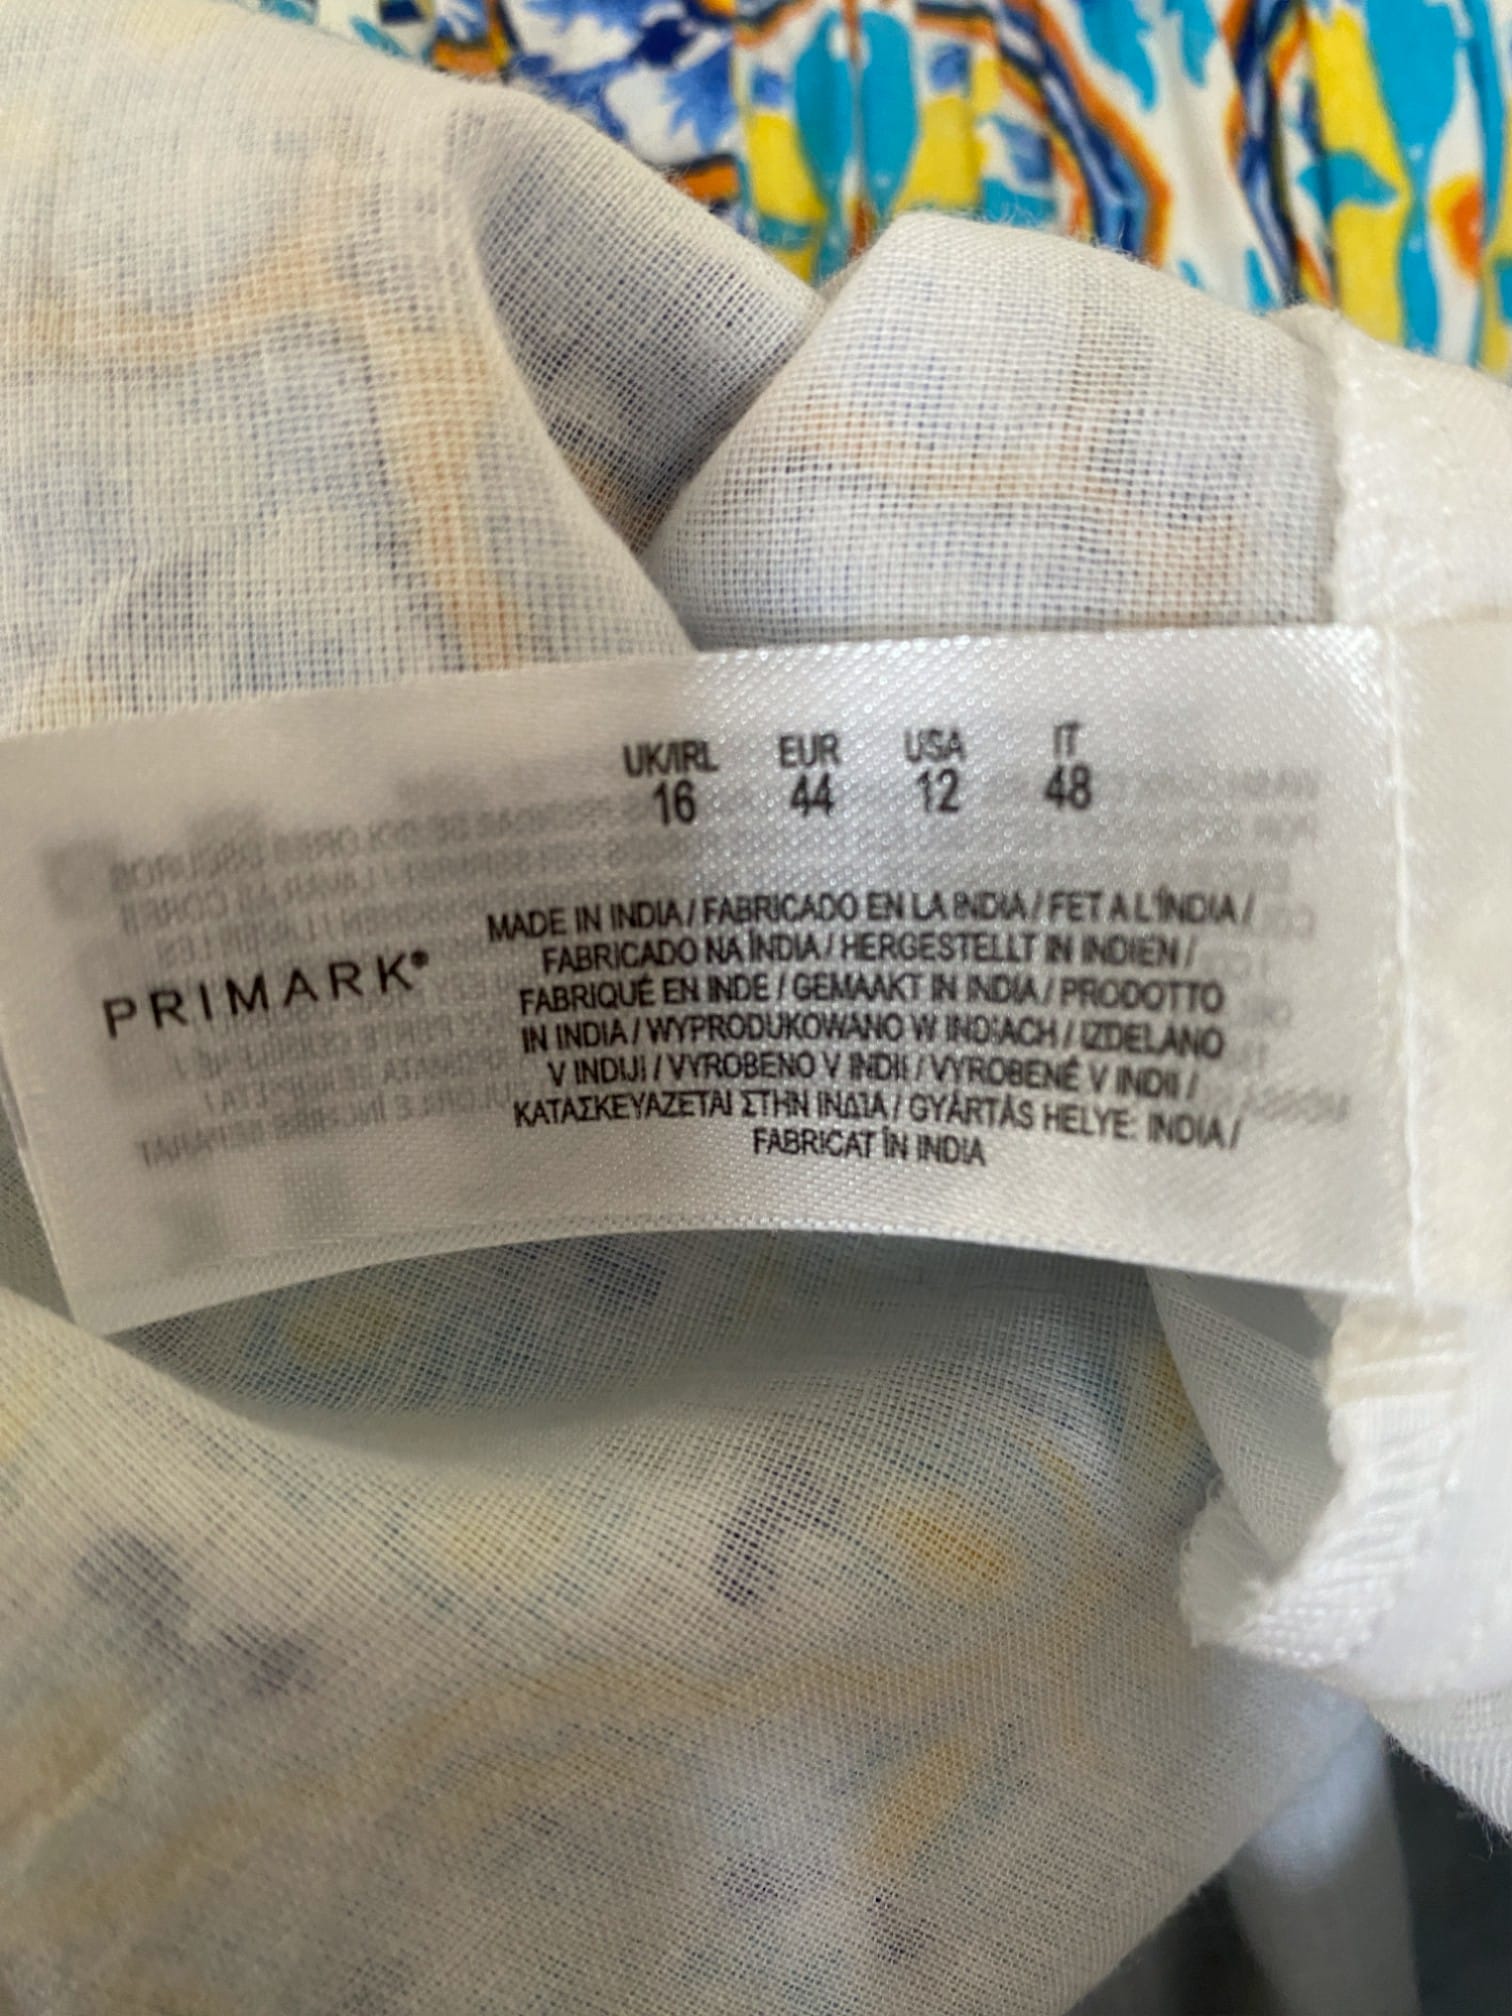 UK/IRL EUR USA IT
16 44 12 48
PRIMARK®
MADE IN INDIA / FABRICADO EN LA INDIA / FET A L'ÍNDIA /
FABRICADO NA ÍNDIA / HERGESTELLT IN INDIEN /
FABRIQUÉ EN INDE / GEMAAKT IN INDIA / PRODOTTO
IN INDIA / WYPRODUKOWANO W INDIACH / IZDELANO
V INDIJI / VYROBENO V INDII / VYROBENÉ V INDII /
ΚΑΤΑΣΚΕΥΑΖΕΤΑΙ ΣΤΗΝ ΙΝΔΙΑ / GYÁRTÁS HELYE: INDIA /
FABRICAT ÎN INDIA